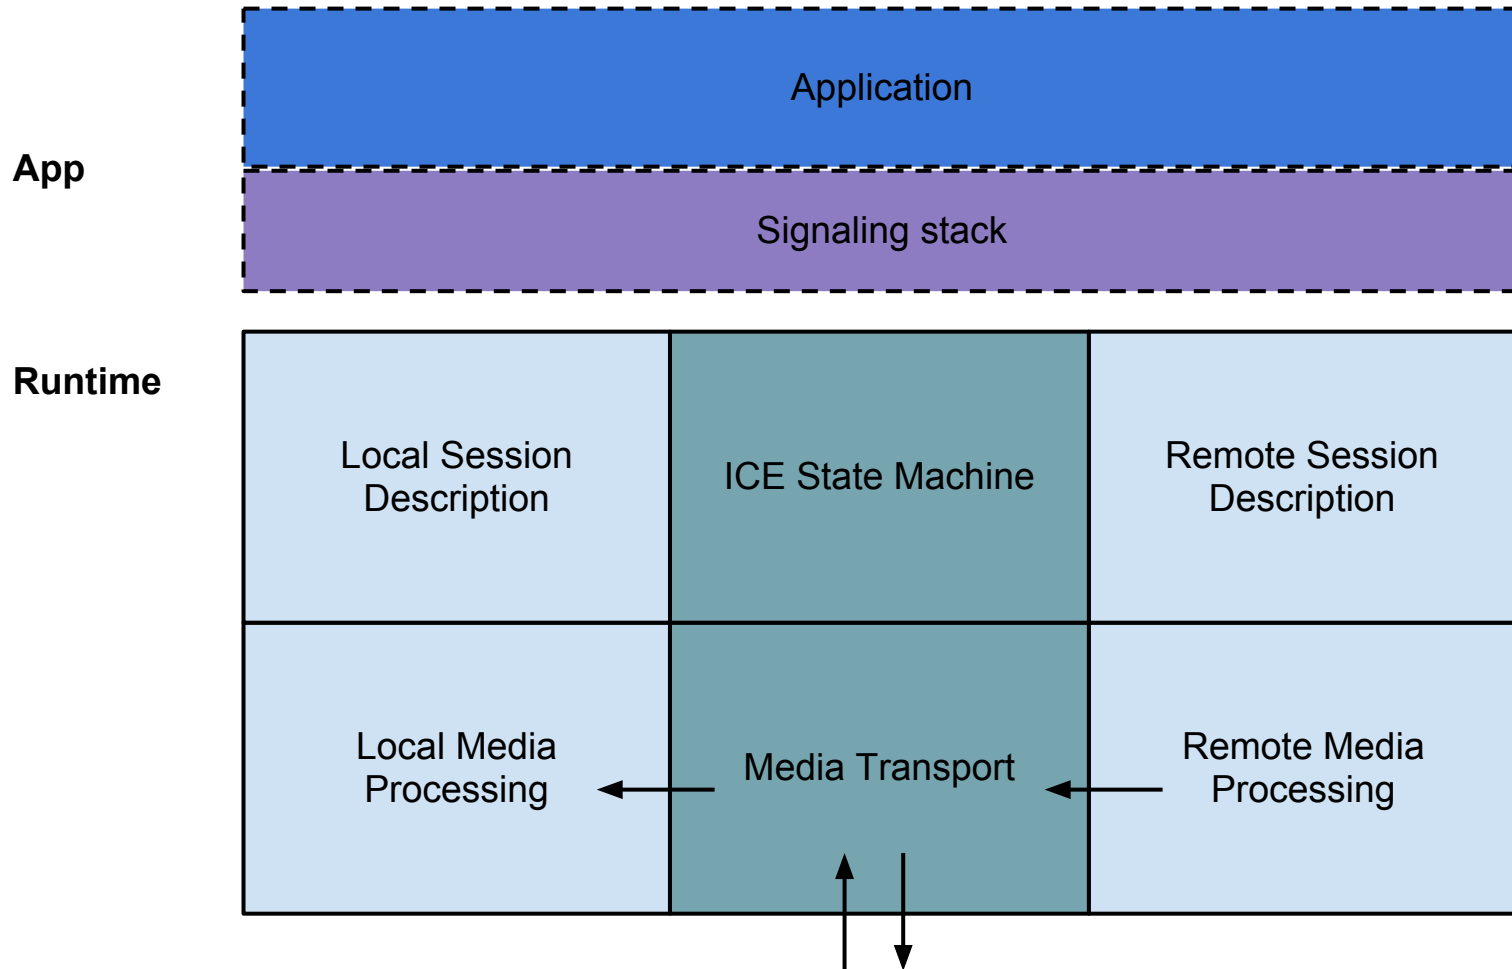 Application
App
Signaling stack
Runtime
Local Session
Description
ICE State Machine
Remote Session
Description
Local Media
Processing
Media Transport
Remote Media
Processing